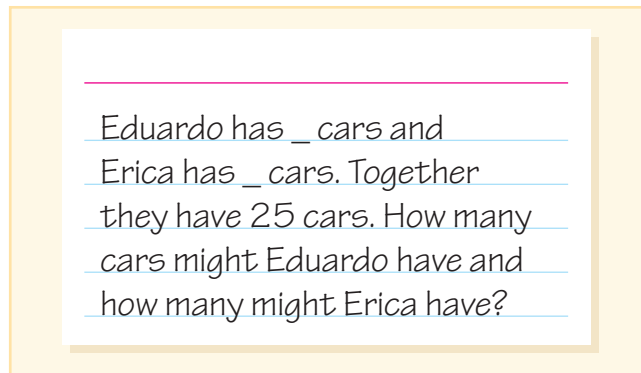 Eduardo has _ cars and
Erica has _ cars. Together
they have 25 cars. How many
cars might Eduardo have and
how many might Erica have?